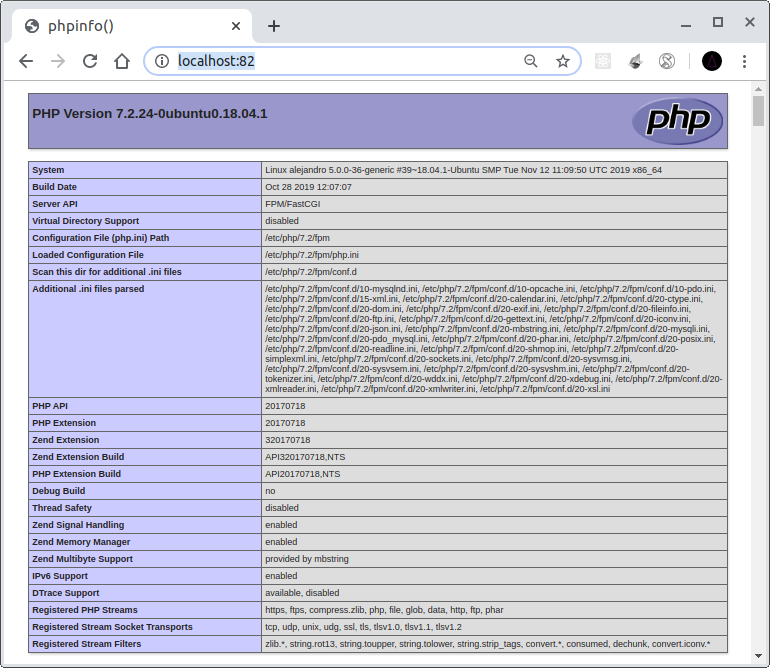 phpinfo()
localhost:82
PHP Version 7.2.24-0ubuntu0.18.04.1
php
System Linux alejandro 5.0.0-36-generic #39~18.04.1-Ubuntu SMP Tue Nov 12 11:09:50 UTC 2019 x86_64
Build Date Oct 28 2019 12:07:07
Server API FPM/FastCGI
Virtual Directory Support disabled
Configuration File (php.ini) Path /etc/php/7.2/fpm
Loaded Configuration File /etc/php/7.2/fpm/php.ini
Scan this dir for additional .ini files /etc/php/7.2/fpm/conf.d
Additional .ini files parsed /etc/php/7.2/fpm/conf.d/10-mysqlnd.ini, /etc/php/7.2/fpm/conf.d/10-opcache.ini, /etc/php/7.2/fpm/conf.d/10-pdo.ini,
/etc/php/7.2/fpm/conf.d/15-xml.ini, /etc/php/7.2/fpm/conf.d/20-calendar.ini, /etc/php/7.2/fpm/conf.d/20-ctype.ini,
/etc/php/7.2/fpm/conf.d/20-dom.ini, /etc/php/7.2/fpm/conf.d/20-exif.ini, /etc/php/7.2/fpm/conf.d/20-fileinfo.ini,
/etc/php/7.2/fpm/conf.d/20-ftp.ini, /etc/php/7.2/fpm/conf.d/20-gettext.ini, /etc/php/7.2/fpm/conf.d/20-iconv.ini,
/etc/php/7.2/fpm/conf.d/20-json.ini, /etc/php/7.2/fpm/conf.d/20-mbstring.ini, /etc/php/7.2/fpm/conf.d/20-mysqli.ini,
/etc/php/7.2/fpm/conf.d/20-pdo_mysql.ini, /etc/php/7.2/fpm/conf.d/20-phar.ini, /etc/php/7.2/fpm/conf.d/20-posix.ini,
/etc/php/7.2/fpm/conf.d/20-readline.ini, /etc/php/7.2/fpm/conf.d/20-shmop.ini, /etc/php/7.2/fpm/conf.d/20-
simplexml.ini, /etc/php/7.2/fpm/conf.d/20-sockets.ini, /etc/php/7.2/fpm/conf.d/20-sysvmsg.ini,
/etc/php/7.2/fpm/conf.d/20-sysvsem.ini, /etc/php/7.2/fpm/conf.d/20-sysvshm.ini, /etc/php/7.2/fpm/conf.d/20-
tokenizer.ini, /etc/php/7.2/fpm/conf.d/20-wddx.ini, /etc/php/7.2/fpm/conf.d/20-xdebug.ini, /etc/php/7.2/fpm/conf.d/20-
xmlreader.ini, /etc/php/7.2/fpm/conf.d/20-xmlwriter.ini, /etc/php/7.2/fpm/conf.d/20-xsl.ini
PHP API 20170718
PHP Extension 20170718
Zend Extension 320170718
Zend Extension Build API320170718,NTS
PHP Extension Build API20170718,NTS
Debug Build no
Thread Safety disabled
Zend Signal Handling enabled
Zend Memory Manager enabled
Zend Multibyte Support provided by mbstring
IPv6 Support enabled
DTrace Support available, disabled
Registered PHP Streams https, ftps, compress.zlib, php, file, glob, data, http, ftp, phar
Registered Stream Socket Transports tcp, udp, unix, udg, ssl, tls, tlsv1.0, tlsv1.1, tlsv1.2
Registered Stream Filters zlib.*, string.rot13, string.toupper, string.tolower, string.strip_tags, convert.*, consumed, dechunk, convert.iconv.*